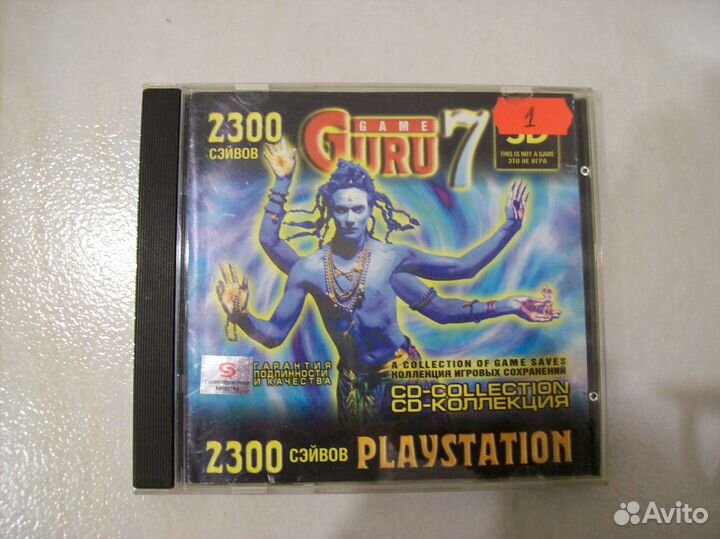 2300
СЭЙВОВ
GAME
GURU 7
1
THIS IS NOT A GAME
ЭТО НЕ ИГРА
ГАРАНТИЯ
ПОДЛИННОСТИ
И КАЧЕСТВА
A COLLECTION OF GAME SAVES
КОЛЛЕКЦИЯ ИГРОВЫХ СОХРАНЕНИЙ
CD-COLLECTION
CD-КОЛЛЕКЦИЯ
2300 СЭЙВОВ PLAYSTATION
Avito